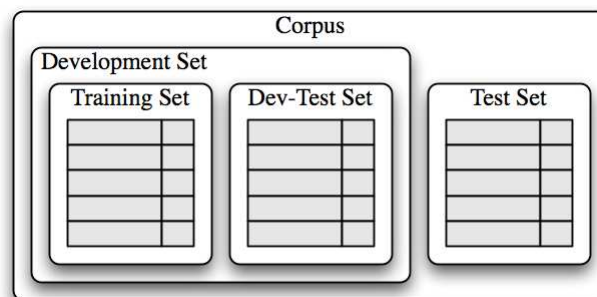 Corpus
Development Set
Training Set
Dev-Test Set
Test Set